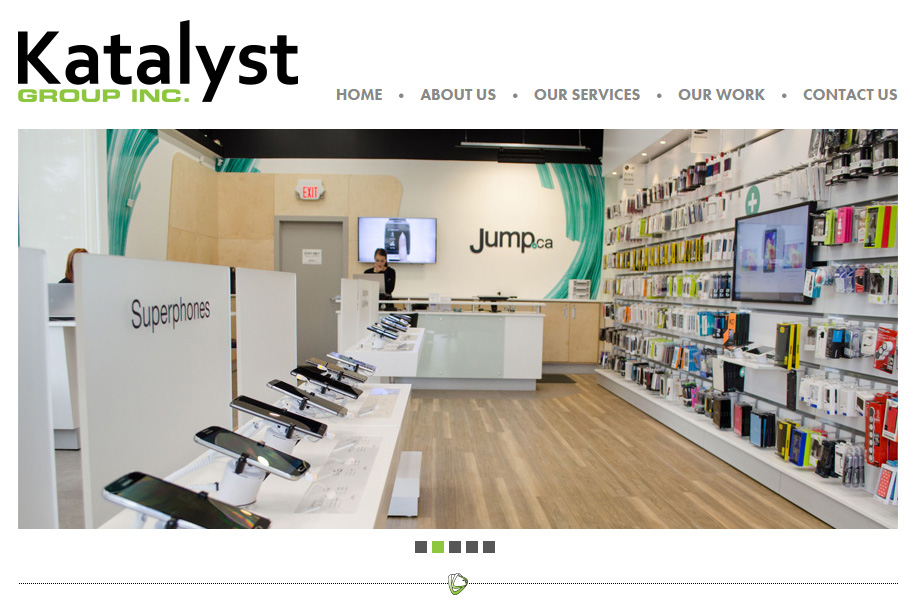 Katalyst
GROUP INC.
HOME • ABOUT US • OUR SERVICES • OUR WORK • CONTACT US
EXIT
Jump.ca
Superphones